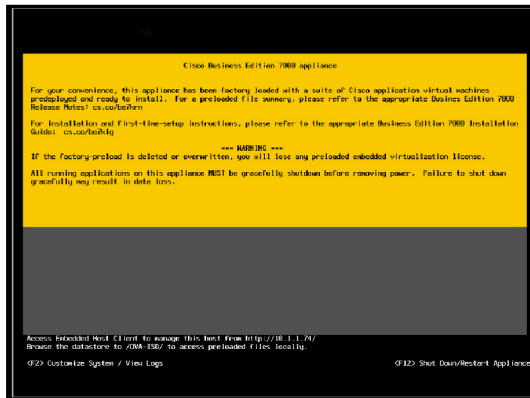 Cisco Business Edition 7000 appliance
For your convenience, this appliance has been factory loaded with a suite of Cisco application virtual machines
predeployed and ready to install. For a preloaded file summary, please refer to the appropriate Busines Edition 7000
Release Notes: cs.co/be7krn
For installation and first-time-setup instructions, please refer to the appropriate Business Edition 7000 Installation
Guide: cs.co/be7kig
*** WARNING ***
If the factory-preload is deleted or overwritten, you will lose any preloaded embedded virtualization license.
All running applications on this appliance MUST be gracefully shutdown before removing power. Failure to shut down
gracefully may result in data loss.
Access Embedded Host Client to manage this host from http://10.1.1.74/
Browse the datastore to /OVA-ISO/ to access preloaded files locally.
<F2> Customize System / View Logs
<F12> Shut Down/Restart Appliance